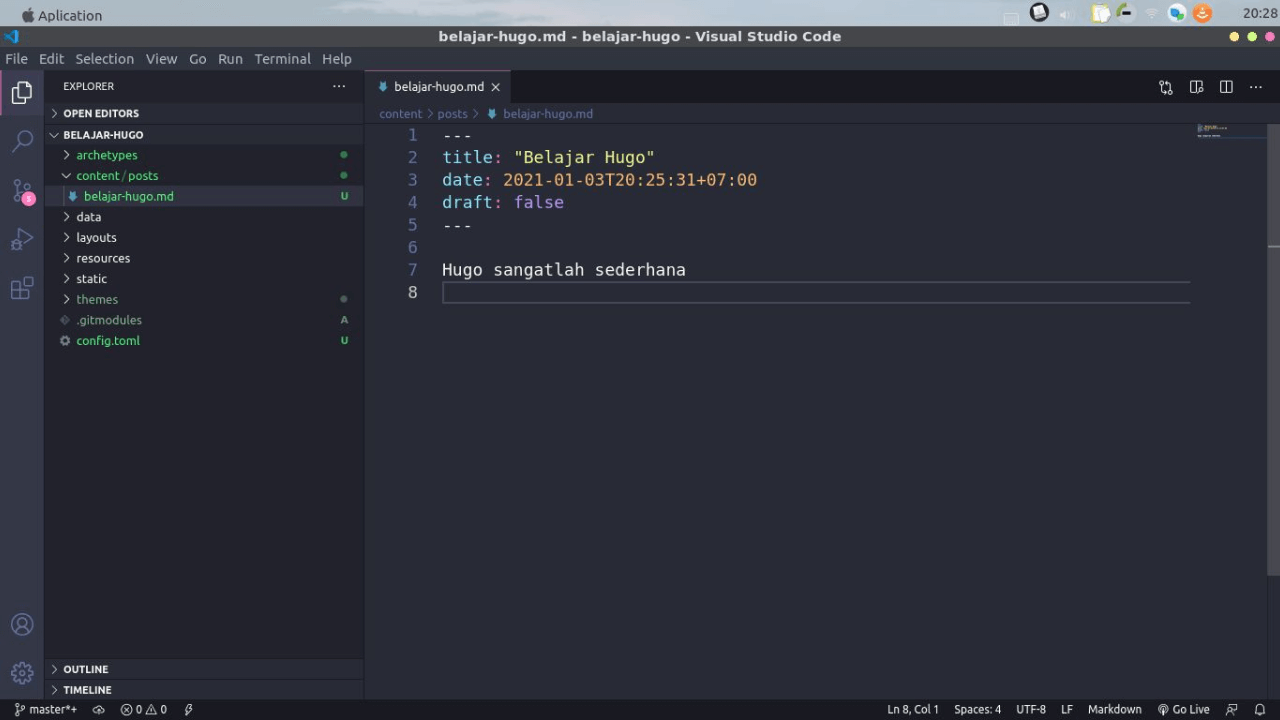 Aplication
20:28
belajar-hugo.md - belajar-hugo - Visual Studio Code
File Edit Selection View Go Run Terminal Help
EXPLORER
OPEN EDITORS
BELAJAR-HUGO
archetypes
content / posts
belajar-hugo.md U
data
layouts
resources
static
themes
.gitmodules A
config.toml U
OUTLINE
TIMELINE
belajar-hugo.md
content > posts > belajar-hugo.md
1 ---
2 title: "Belajar Hugo"
3 date: 2021-01-03T20:25:31+07:00
4 draft: false
5 ---
6
7 Hugo sangatlah sederhana
8
master*+ 0 0 Ln 8, Col 1 Spaces: 4 UTF-8 LF Markdown Go Live